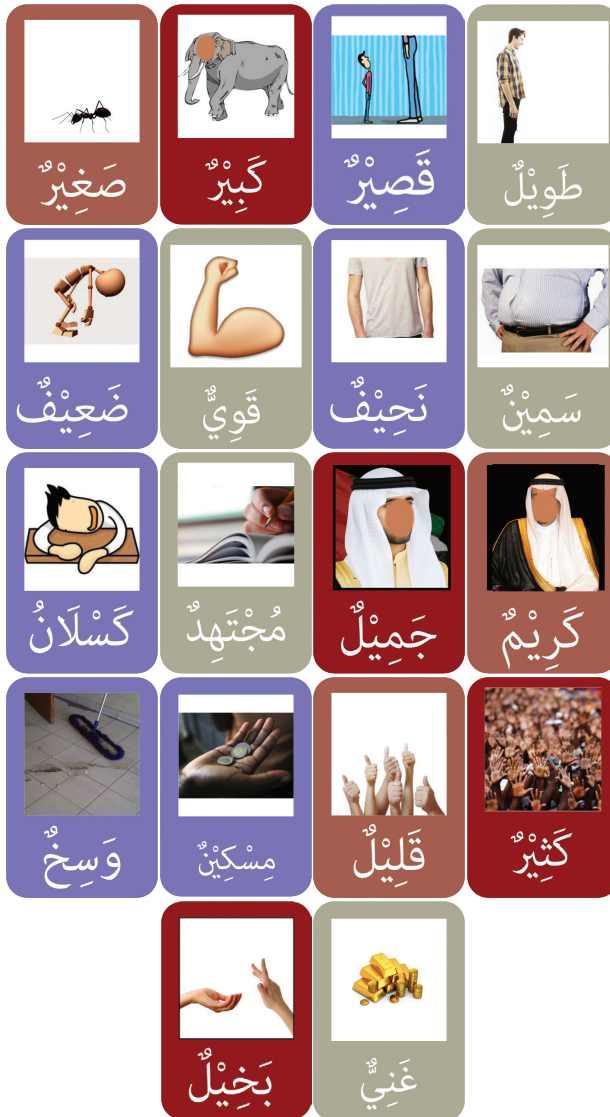 طَوِيْلٌ
قَصِيْرٌ
كَبِيْرٌ
صَغِيْرٌ
سَمِيْنٌ
نَحِيْفٌ
قَوِيٌّ
ضَعِيْفٌ
كَرِيْمٌ
جَمِيْلٌ
مُجْتَهِدٌ
كَسْلَانُ
كَثِيْرٌ
قَلِيْلٌ
مِسْكِيْنٌ
وَسِخٌ
غَنِيٌّ
بَخِيْلٌ